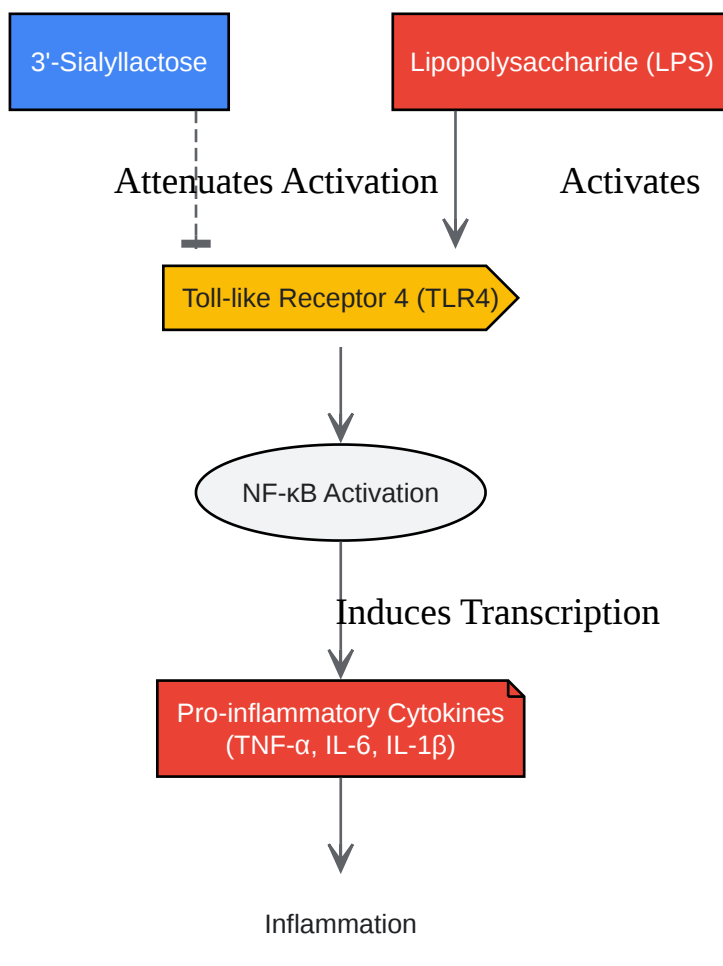 3'-Sialyllactose
Lipopolysaccharide (LPS)
Attenuates Activation
Activates
Toll-like Receptor 4 (TLR4)
NF-κB Activation
Induces Transcription
Pro-inflammatory Cytokines
(TNF-α, IL-6, IL-1β)
Inflammation